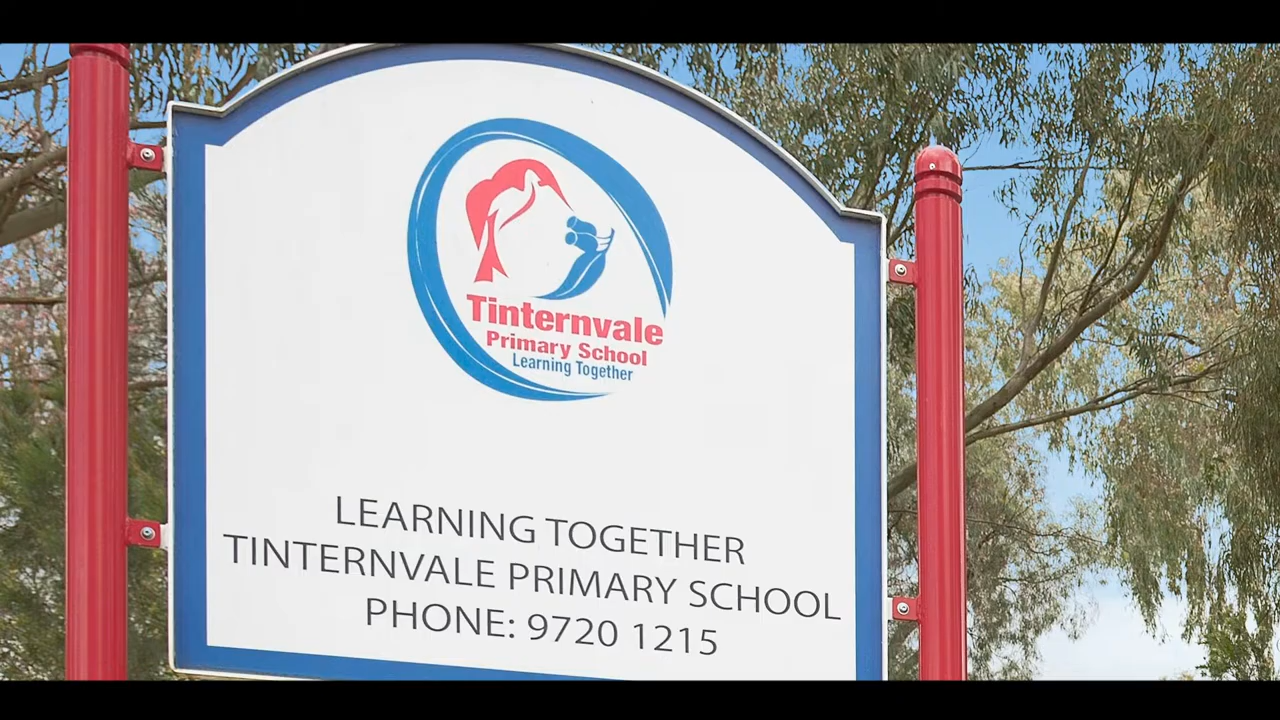 Tinternvale
Primary School
Learning Together
LEARNING TOGETHER
TINTERNVALE PRIMARY SCHOOL
PHONE: 9720 1215